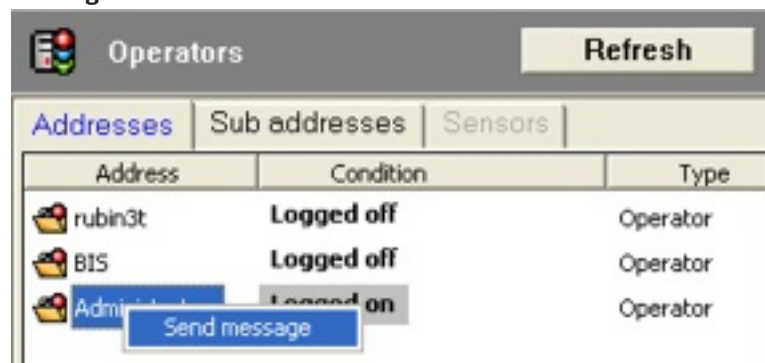 Operators Refresh
Addresses Sub addresses Sensors
Address Condition Type
rubin3t Logged off Operator
BIS Logged off Operator
Logged on Operator
Send message